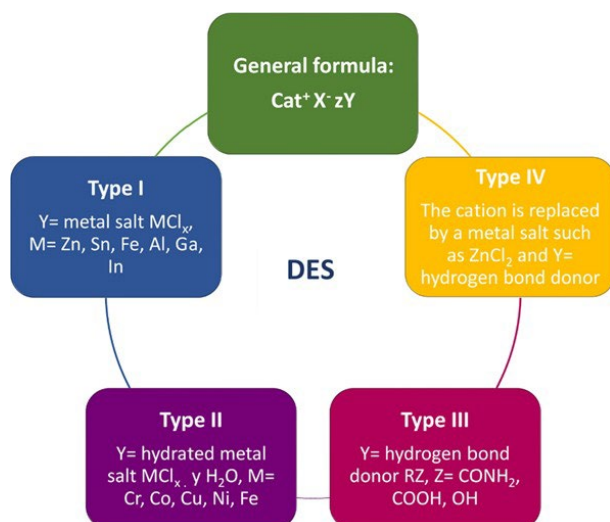 General formula:
Cat⁺ X⁻ zY
Type I
Y= metal salt MClₓ,
M= Zn, Sn, Fe, Al, Ga,
In
Type IV
The cation is replaced
by a metal salt such
as ZnCl₂ and Y=
hydrogen bond donor
DES
Type II
Y= hydrated metal
salt MClₓ . y H₂O, M=
Cr, Co, Cu, Ni, Fe
Type III
Y= hydrogen bond
donor RZ, Z= CONH₂,
COOH, OH